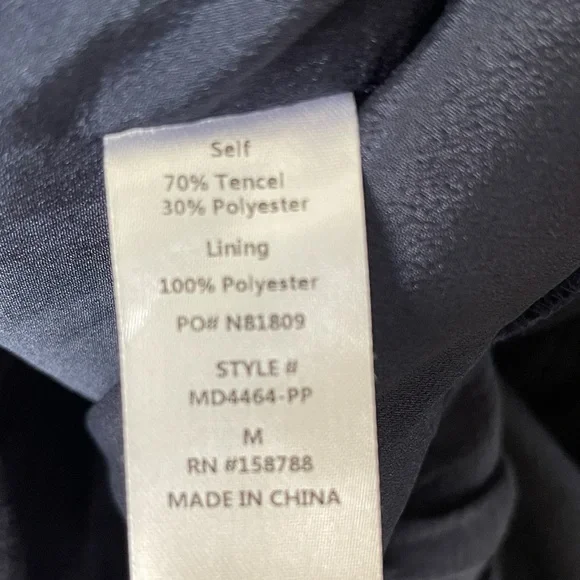 Self
70% Tencel
30% Polyester
Lining
100% Polyester
PO# N81809
STYLE #
MD4464-PP
M
RN #158788
MADE IN CHINA